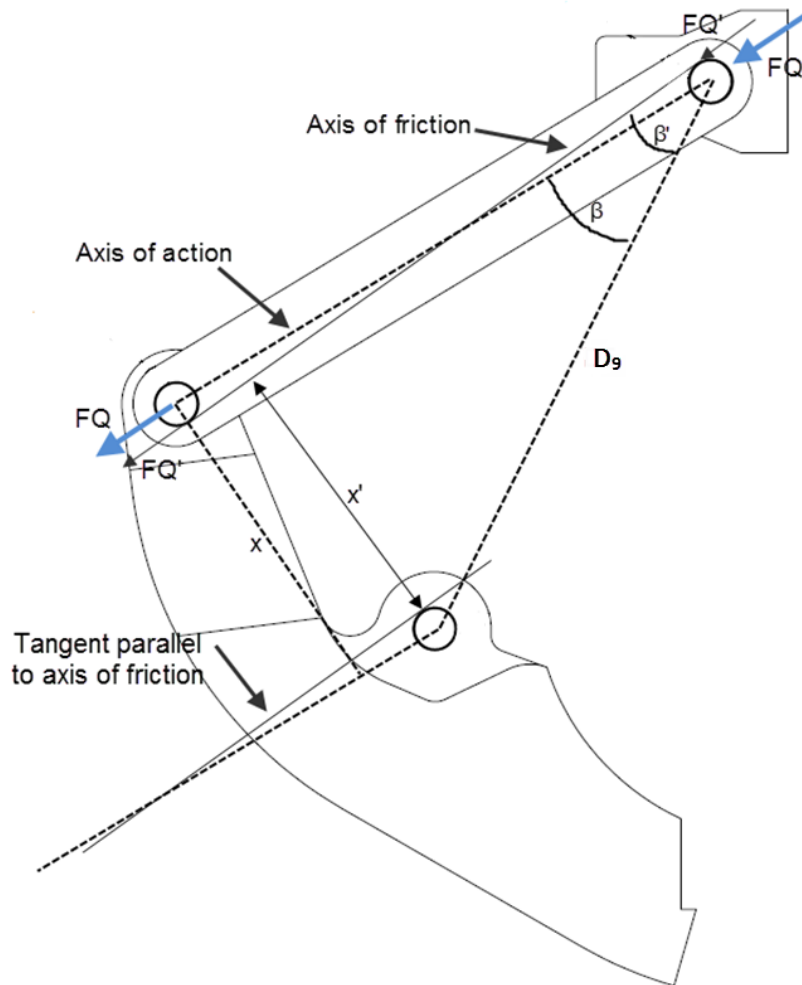 FQ'
FQ
Axis of friction
β'
β
Axis of action
D₉
FQ
FQ'
x'
x
Tangent parallel
to axis of friction